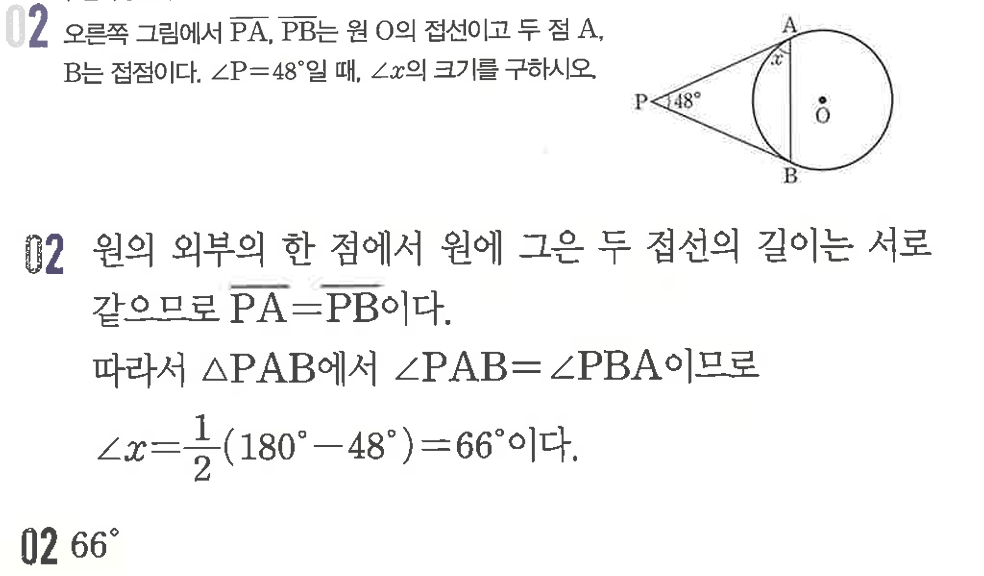 02 오른쪽 그림에서 PA, PB는 원 O의 접선이고 두 점 A,
B는 접점이다. ∠P=48°일 때, ∠x의 크기를 구하시오.
A
x
P
48°
O
B
02 원의 외부의 한 점에서 원에 그은 두 접선의 길이는 서로
같으므로 PA=PB이다.
따라서 △PAB에서 ∠PAB=∠PBA이므로
∠x=1/2(180°-48°)=66°이다.
02 66°